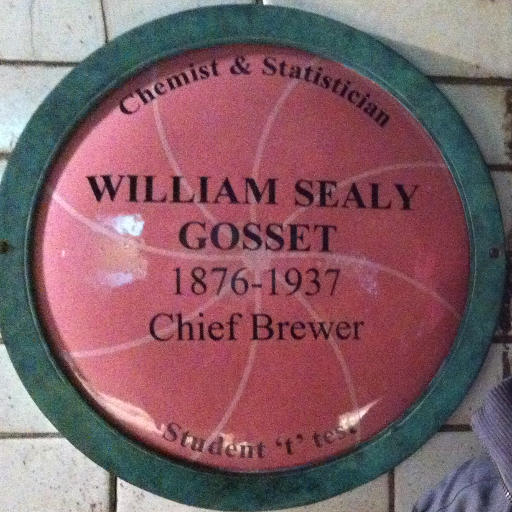 Chemist & Statistician
WILLIAM SEALY
GOSSET
1876-1937
Chief Brewer
Student ‘t’ test